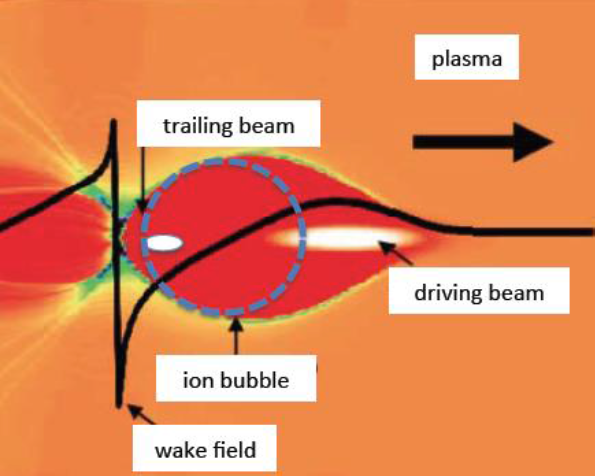 plasma
trailing beam
driving beam
ion bubble
wake field